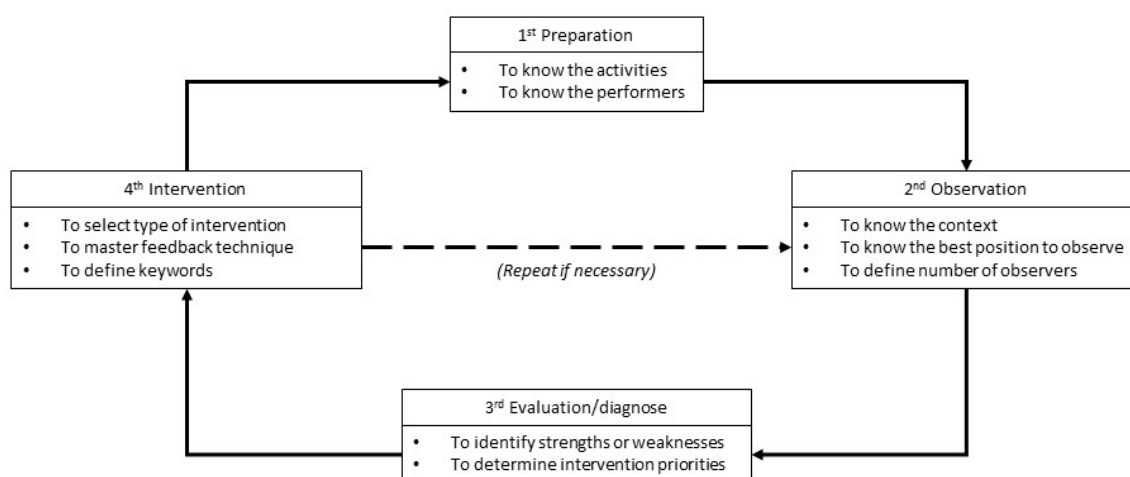 1st Preparation
• To know the activities
• To know the performers
2nd Observation
• To know the context
• To know the best position to observe
• To define number of observers
3rd Evaluation/diagnose
• To identify strengths or weaknesses
• To determine intervention priorities
4th Intervention
• To select type of intervention
• To master feedback technique
• To define keywords
(Repeat if necessary)